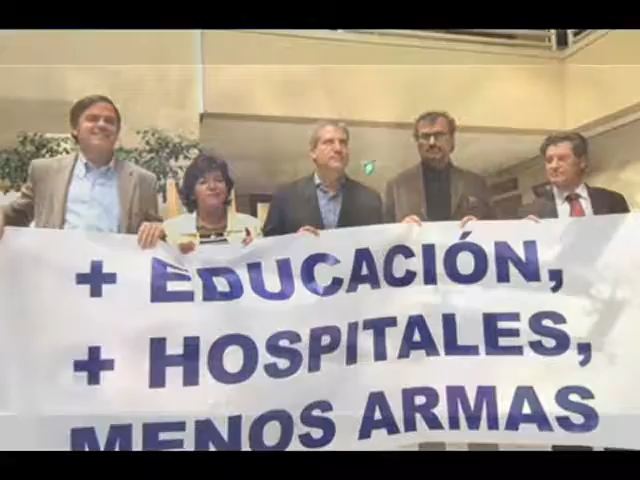 + EDUCACIÓN,
+ HOSPITALES,
MENOS ARMAS